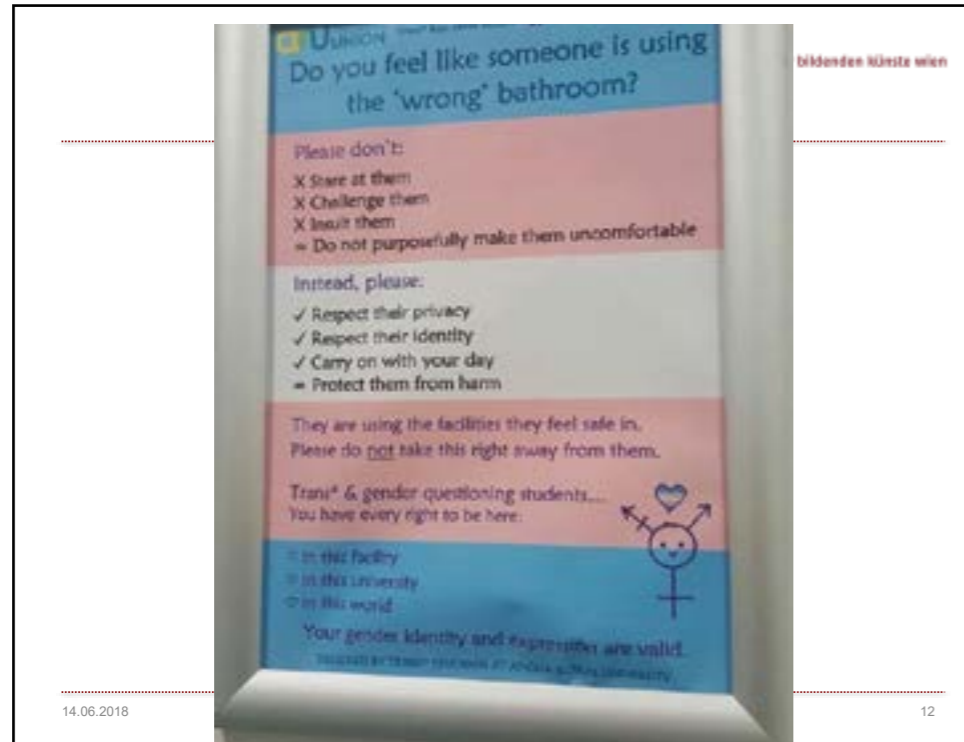 UNION
bildenden künste wien
Do you feel like someone is using
the 'wrong' bathroom?
Please don't:
X Stare at them
X Challenge them
X Insult them
= Do not purposefully make them uncomfortable
Instead, please:
✓ Respect their privacy
✓ Respect their identity
✓ Carry on with your day
= Protect them from harm
They are using the facilities they feel safe in.
Please do not take this right away from them.
Trans* & gender questioning students...
You have every right to be here:
in this facility
in this university
in this world
Your gender identity and expression are valid.
14.06.2018
12